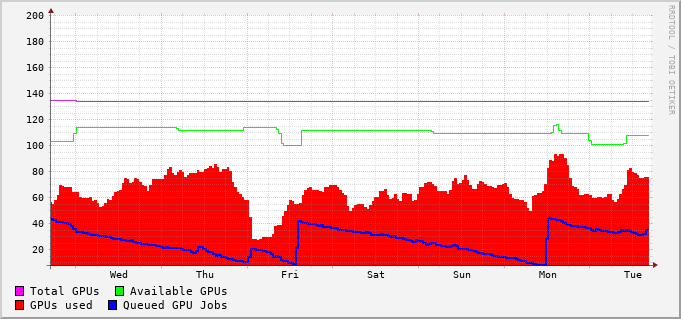 200
180
160
140
120
100
80
60
40
20
Wed Thu Fri Sat Sun Mon Tue
Total GPUs Available GPUs
GPUs used Queued GPU Jobs
RRDTOOL / TOBI OETIKER